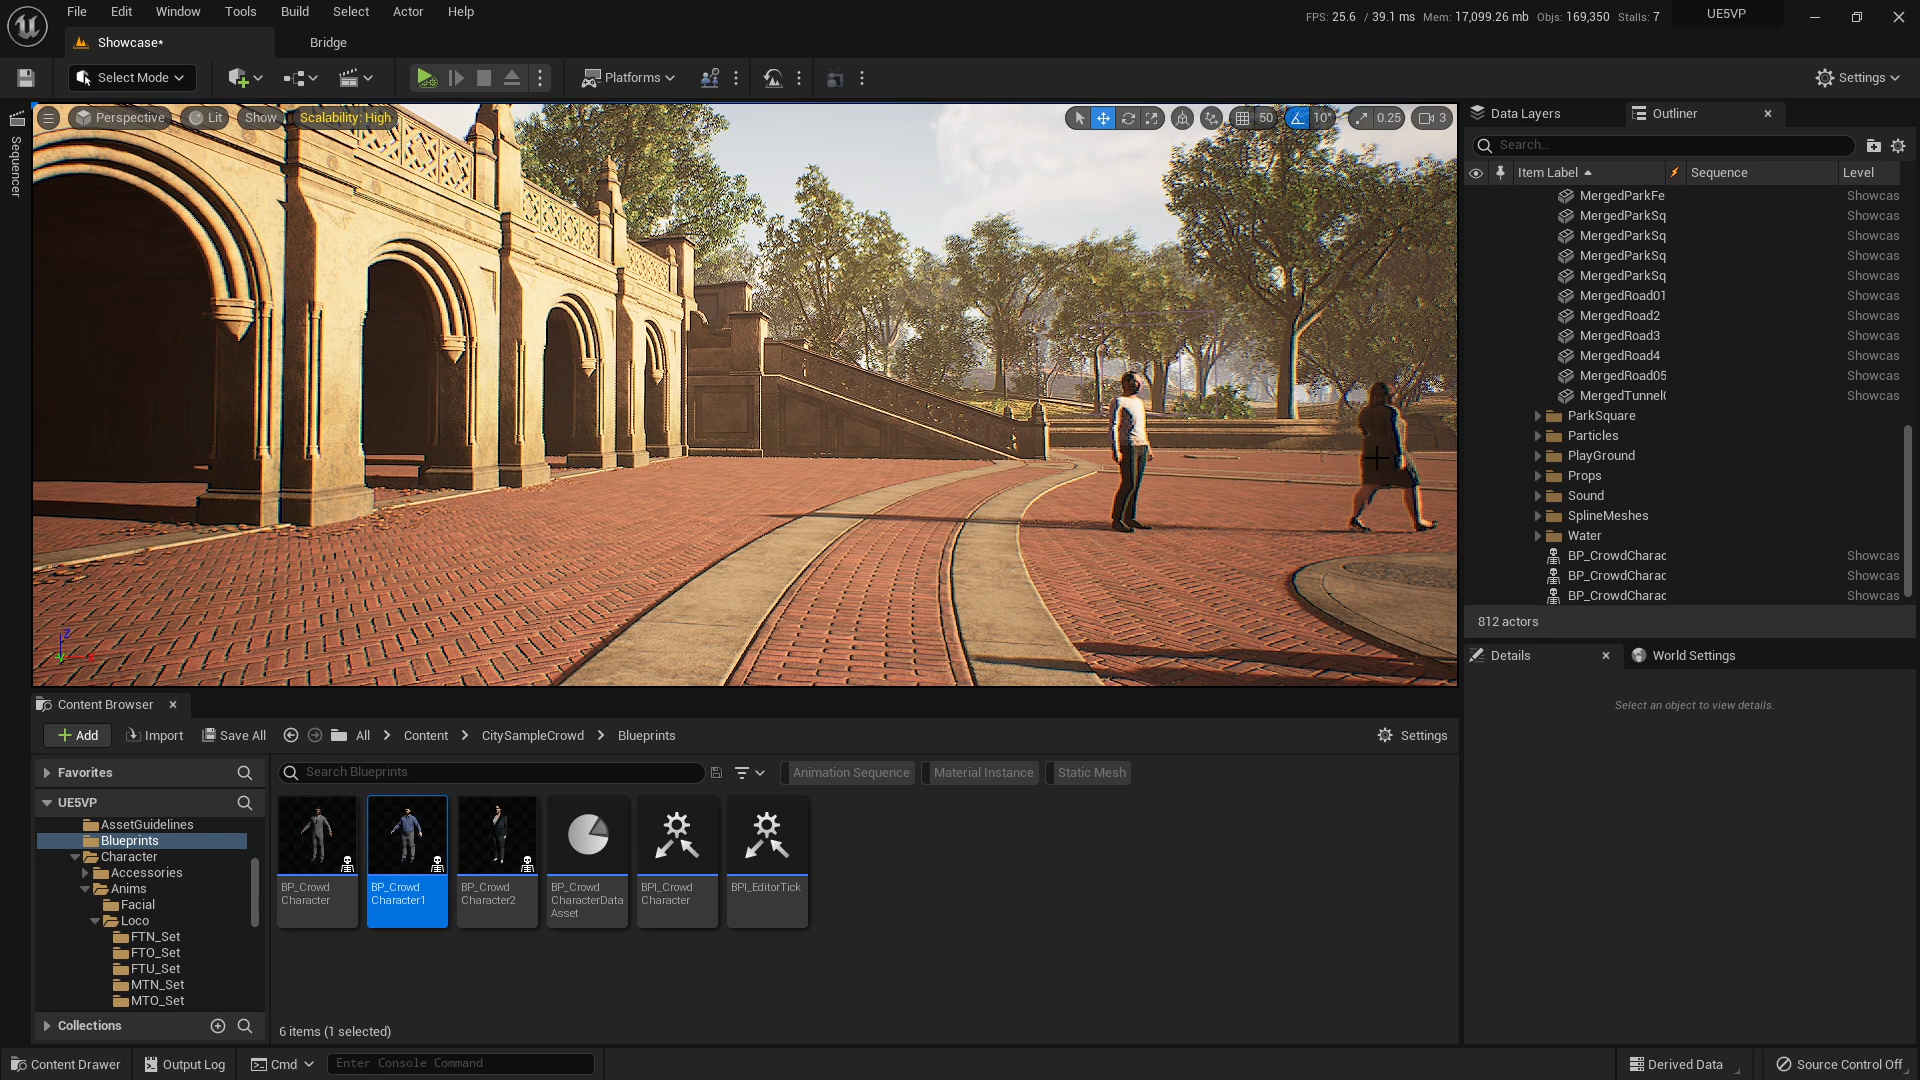 File Edit Window Tools Build Select Actor Help
FPS: 25.6 / 39.1 ms Mem: 17,099.26 mb Objs: 169,350 Stalls: 7
UE5VP
Showcase*
Bridge
Select Mode
Platforms
Settings
Sequencer
Perspective
Lit
Show
Scalability: High
50
10°
0.25
3
Data Layers
Outliner
Search...
Item Label
Sequence
Level
MergedParkFe Showcas
MergedParkSq Showcas
MergedParkSq Showcas
MergedParkSq Showcas
MergedParkSq Showcas
MergedRoad01 Showcas
MergedRoad2 Showcas
MergedRoad3 Showcas
MergedRoad4 Showcas
MergedRoad05 Showcas
MergedTunnel Showcas
ParkSquare
Particles
PlayGround
Props
Sound
SplineMeshes
Water
BP_CrowdCharac Showcas
BP_CrowdCharac Showcas
BP_CrowdCharac Showcas
812 actors
Details
World Settings
Select an object to view details.
Z
Content Browser
Add
Import
Save All
All
Content
CitySampleCrowd
Blueprints
Settings
Favorites
UE5VP
AssetGuidelines
Blueprints
Character
Accessories
Anims
Facial
Loco
FTN_Set
FTO_Set
FTU_Set
MTN_Set
MTO_Set
Collections
Search Blueprints
Animation Sequence
Material Instance
Static Mesh
BP_Crowd
Character
BP_Crowd
Character1
BP_Crowd
Character2
BP_Crowd
CharacterData
Asset
BPI_Crowd
Character
BPI_EditorTick
6 items (1 selected)
Content Drawer
Output Log
Cmd
Enter Console Command
Derived Data
Source Control Off